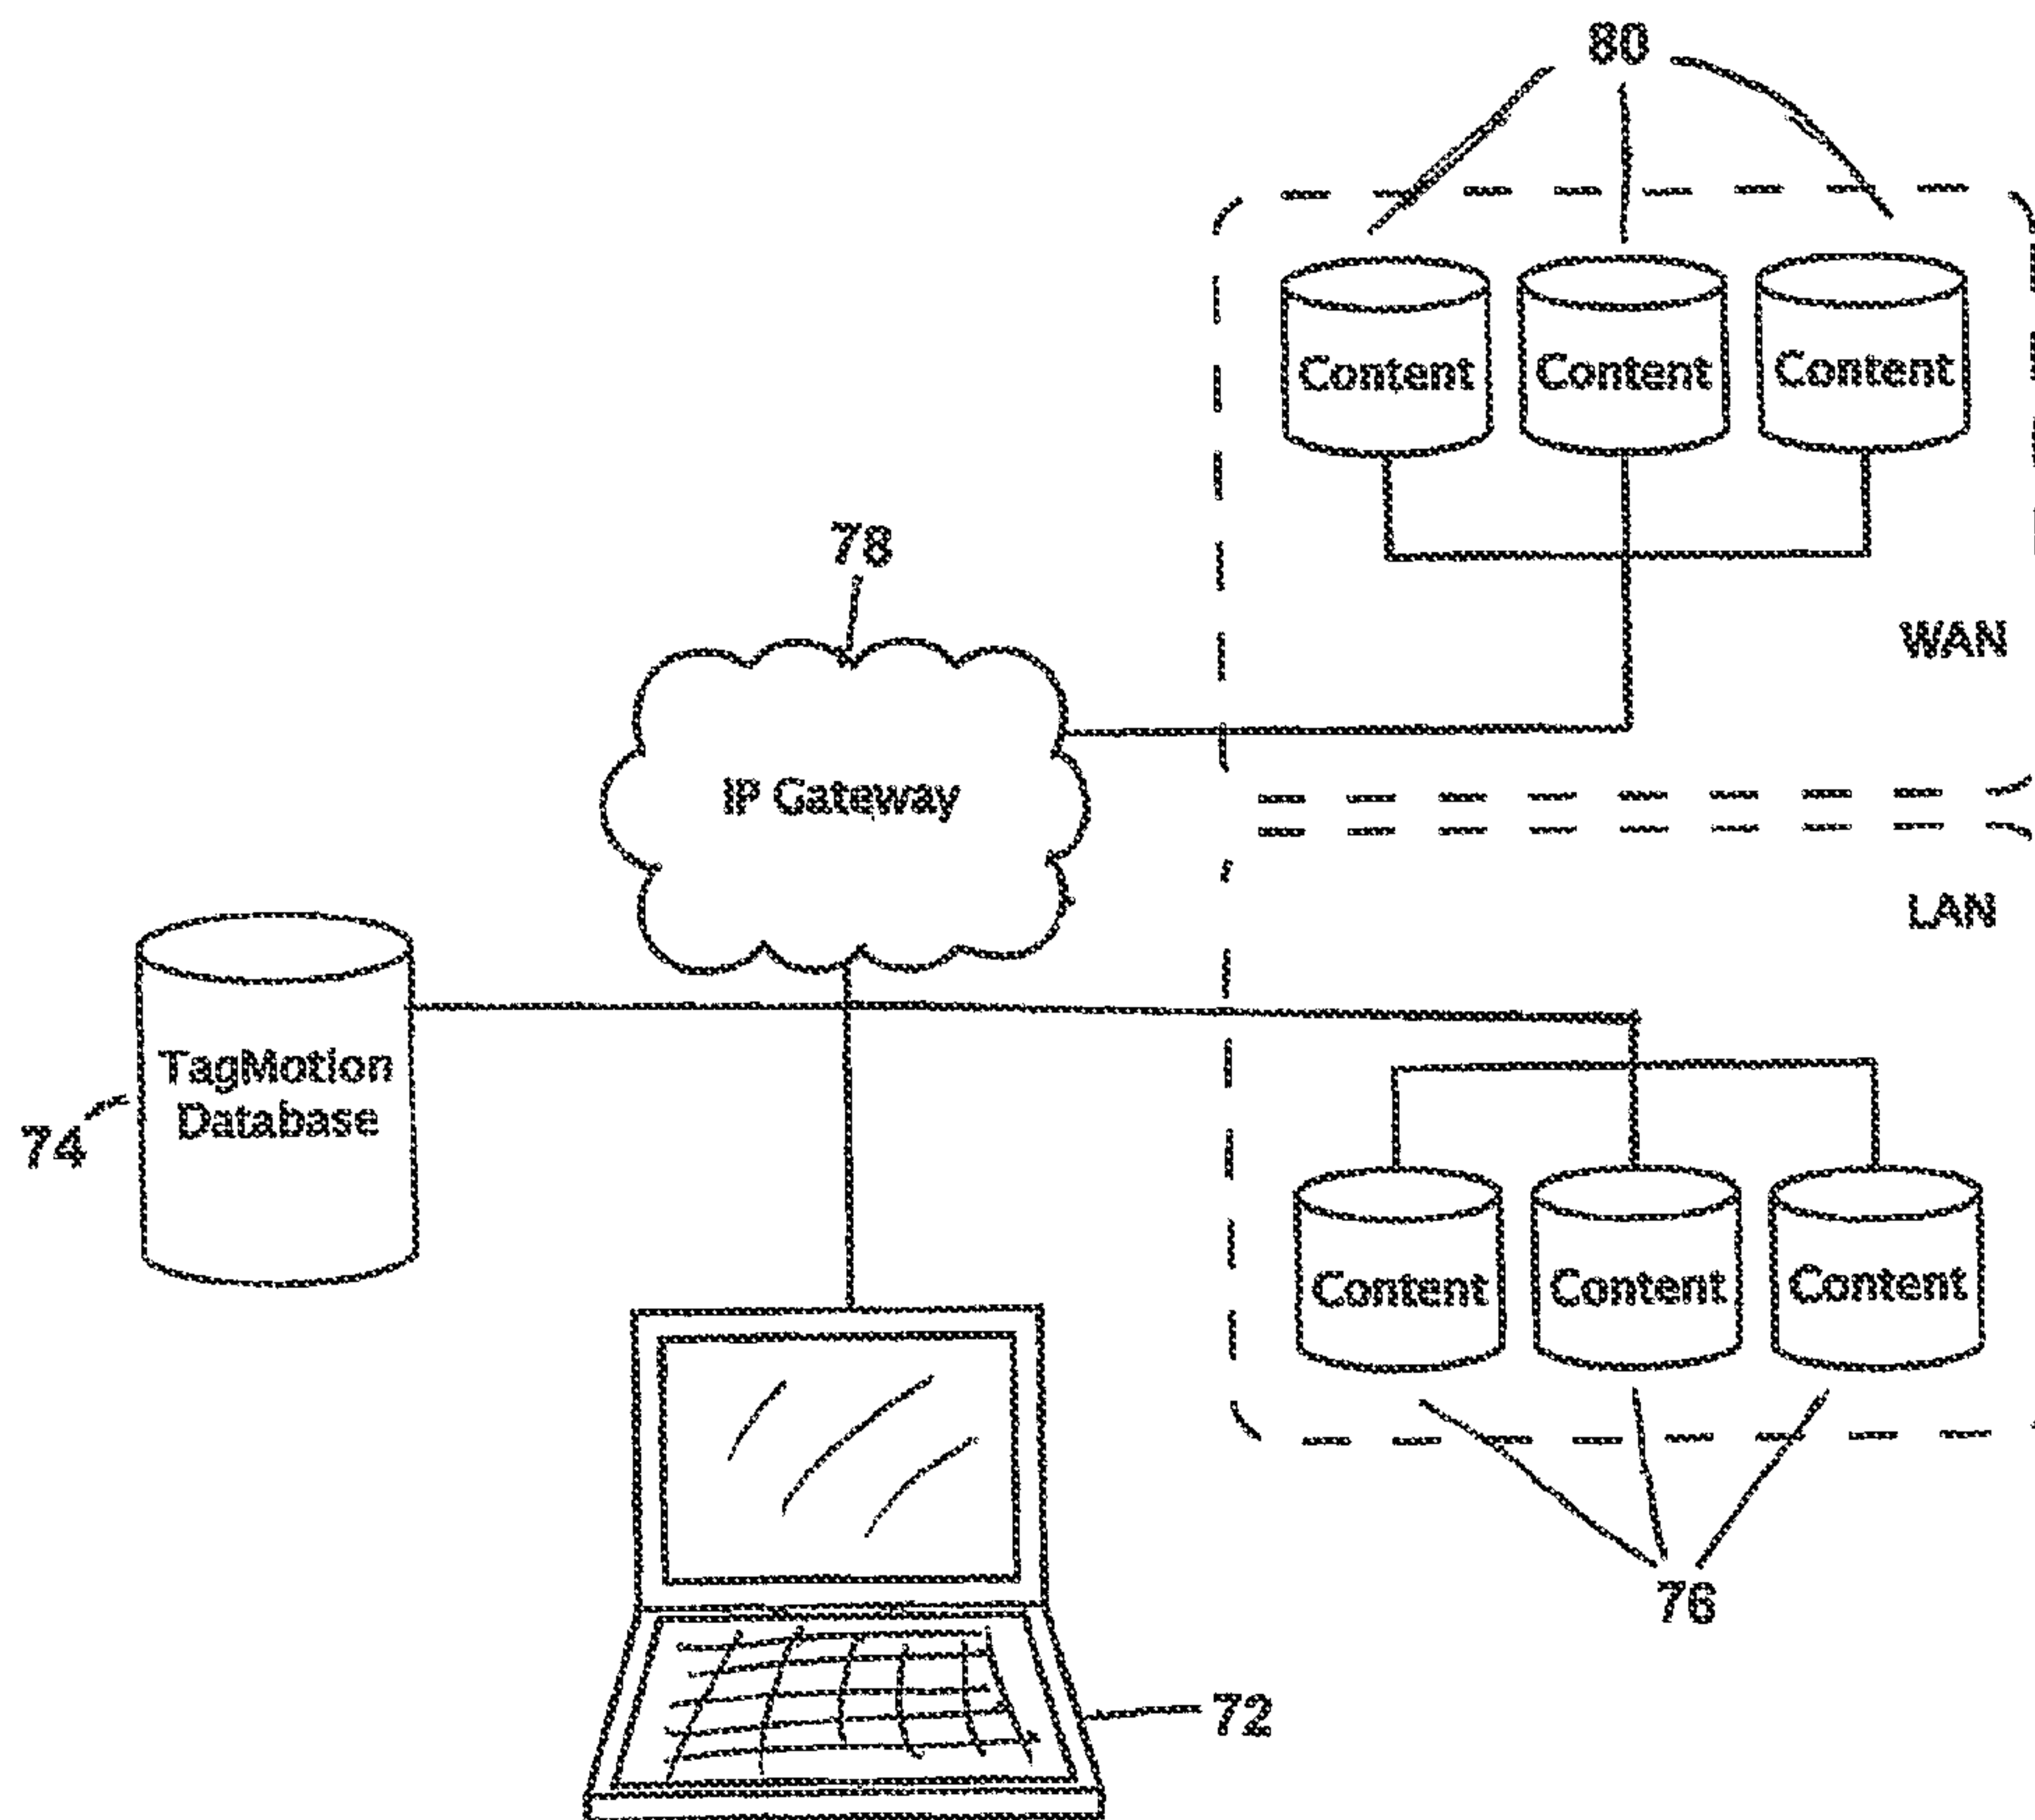 80
Content Content Content
WAN
78
IP Gateway
LAN
TagMotion
Database
74
Content Content Content
76
72